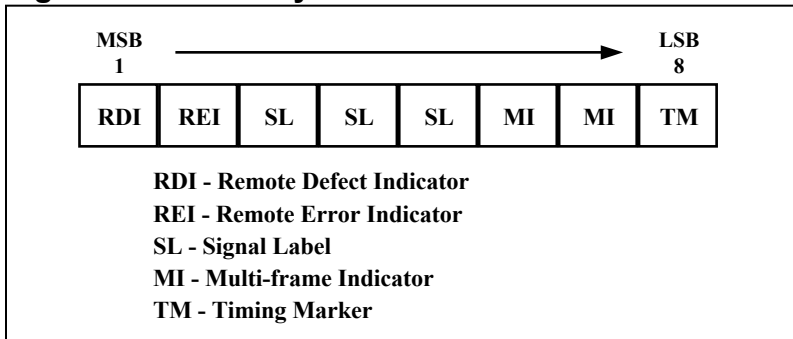 MSB LSB
1 8
RDI REI SL SL SL MI MI TM
RDI - Remote Defect Indicator
REI - Remote Error Indicator
SL - Signal Label
MI - Multi-frame Indicator
TM - Timing Marker